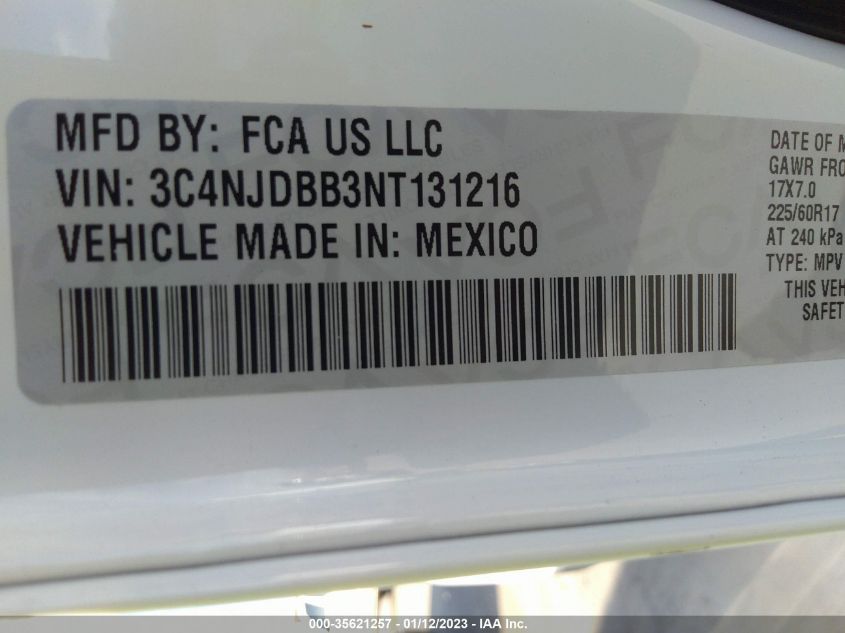 MFD BY: FCA US LLC
VIN: 3C4NJDBB3NT131216
VEHICLE MADE IN: MEXICO
DATE OF M
GAWR FRO
17X7.0
225/60R17
AT 240 kPa
TYPE: MPV
THIS VEH
SAFET
000-35621257 - 01/12/2023 - IAA Inc.